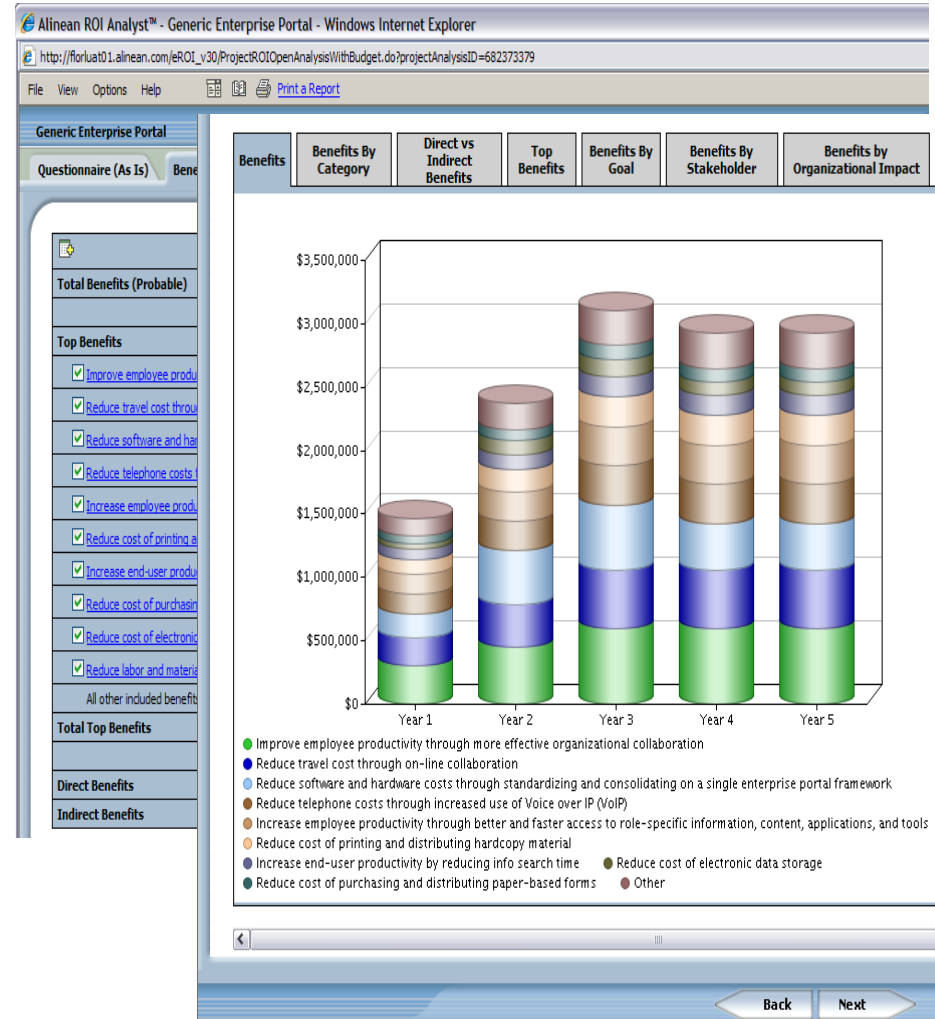 Alinean ROI Analyst™ - Generic Enterprise Portal - Windows Internet Explorer
http://florluat01.alinean.com/eROI_v30/ProjectROIOpenAnalysisWithBudget.do?projectAnalysisID=682373379
File View Options Help Print a Report
Generic Enterprise Portal
Questionnaire (As Is) Bene
Total Benefits (Probable)
Top Benefits
Improve employee produ
Reduce travel cost throu
Reduce software and har
Reduce telephone costs t
Increase employee produ
Reduce cost of printing a
Increase end-user produ
Reduce cost of purchasin
Reduce cost of electronic
Reduce labor and materia
All other included benefit
Total Top Benefits
Direct Benefits
Indirect Benefits
Benefits
Benefits By
Category
Direct vs
Indirect
Benefits
Top
Benefits
Benefits By
Goal
Benefits By
Stakeholder
Benefits by
Organizational Impact
$3,500,000
$3,000,000
$2,500,000
$2,000,000
$1,500,000
$1,000,000
$500,000
$0
Year 1 Year 2 Year 3 Year 4 Year 5
Improve employee productivity through more effective organizational collaboration
Reduce travel cost through on-line collaboration
Reduce software and hardware costs through standardizing and consolidating on a single enterprise portal framework
Reduce telephone costs through increased use of Voice over IP (VoIP)
Increase employee productivity through better and faster access to role-specific information, content, applications, and tools
Reduce cost of printing and distributing hardcopy material
Increase end-user productivity by reducing info search time Reduce cost of electronic data storage
Reduce cost of purchasing and distributing paper-based forms Other
Back Next